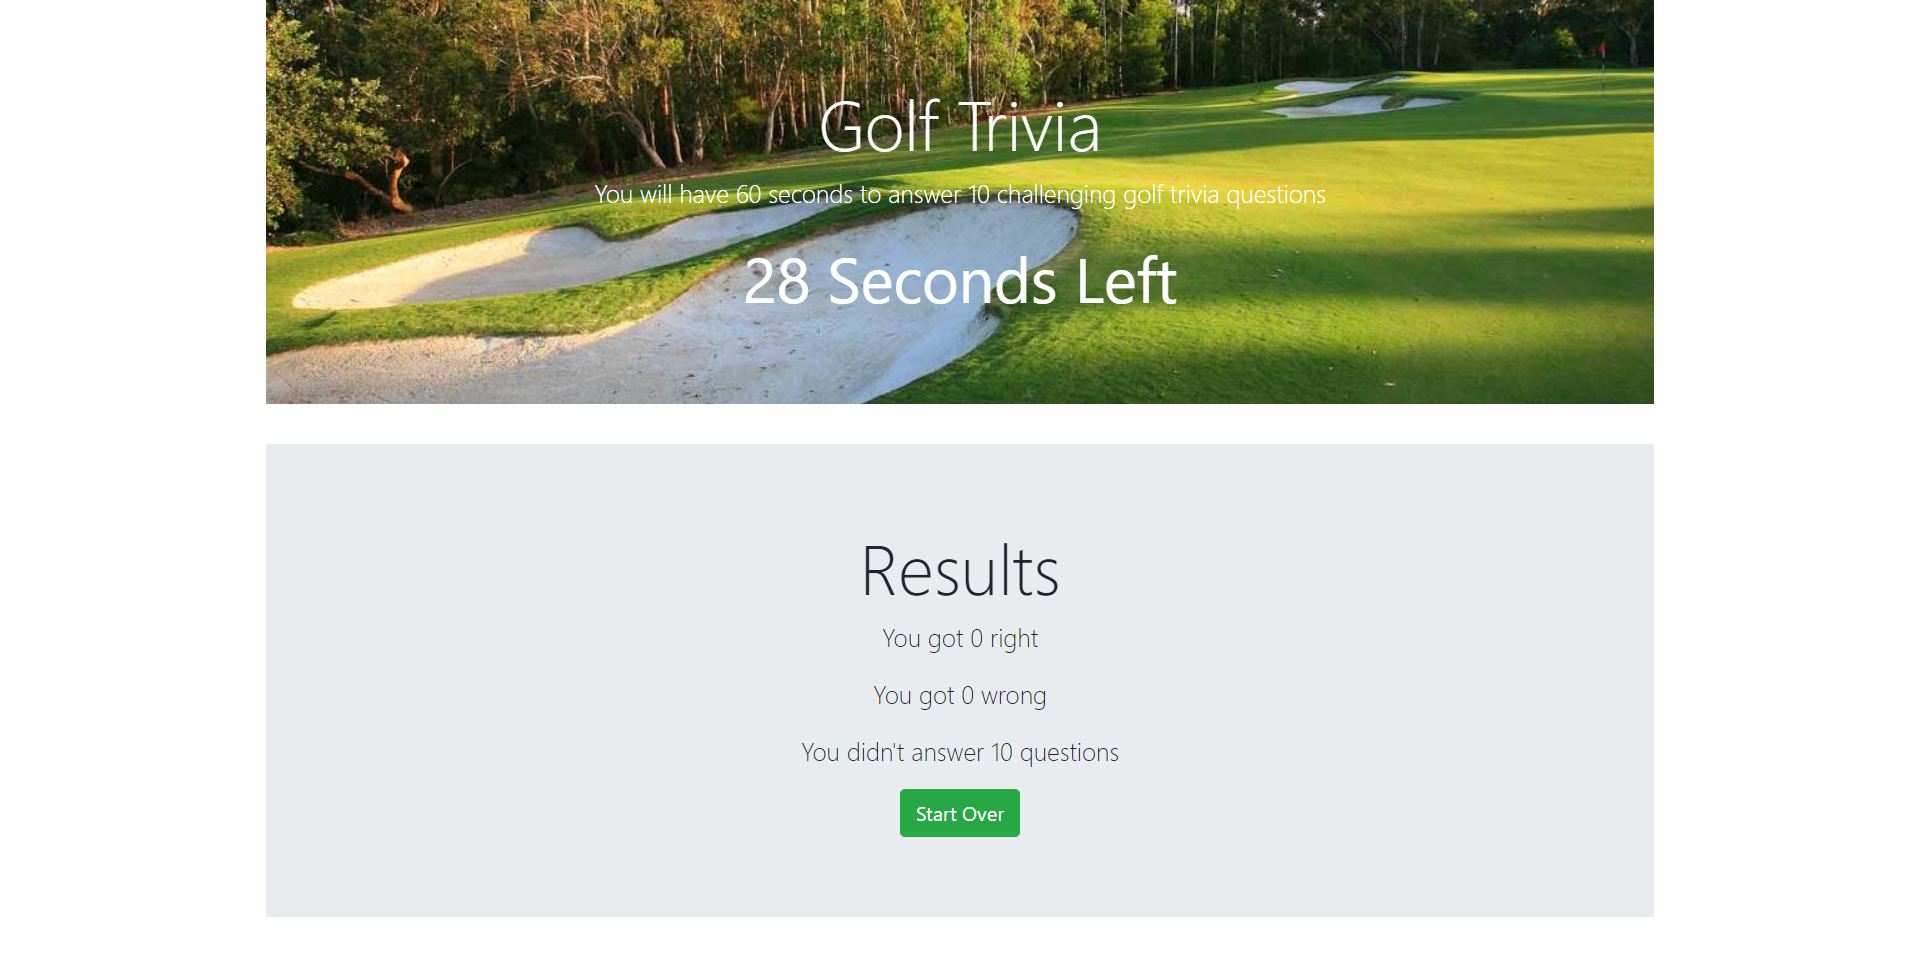 Golf Trivia
You will have 60 seconds to answer 10 challenging golf trivia questions
28 Seconds Left
Results
You got 0 right
You got 0 wrong
You didn't answer 10 questions
Start Over